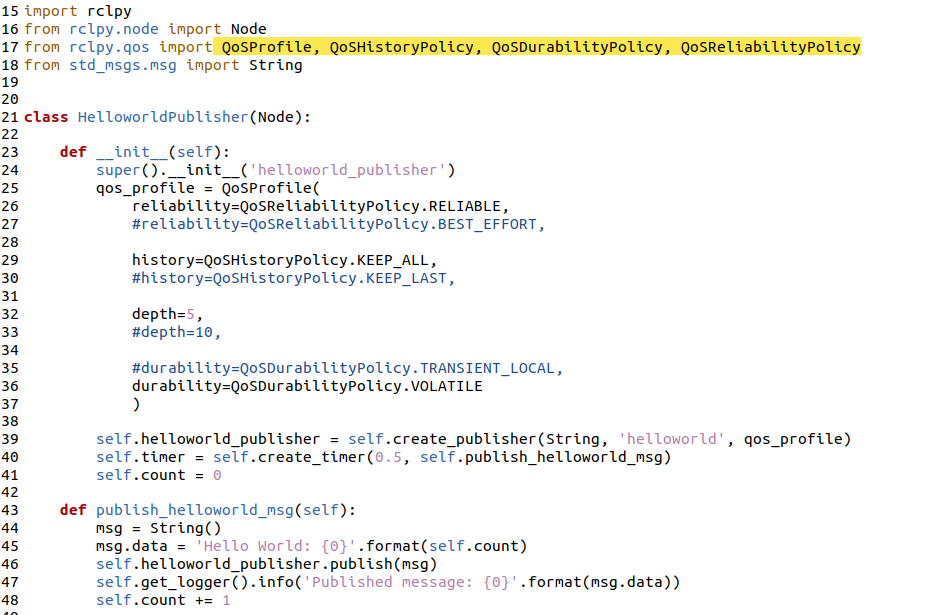 15 import rclpy
16 from rclpy.node import Node
17 from rclpy.qos import QoSProfile, QoSHistoryPolicy, QoSDurabilityPolicy, QoSReliabilityPolicy
18 from std_msgs.msg import String
19
20
21 class HelloworldPublisher(Node):
22
23     def __init__(self):
24         super().__init__('helloworld_publisher')
25         qos_profile = QoSProfile(
26             reliability=QoSReliabilityPolicy.RELIABLE,
27             #reliability=QoSReliabilityPolicy.BEST_EFFORT,
28
29             history=QoSHistoryPolicy.KEEP_ALL,
30             #history=QoSHistoryPolicy.KEEP_LAST,
31
32             depth=5,
33             #depth=10,
34
35             #durability=QoSDurabilityPolicy.TRANSIENT_LOCAL,
36             durability=QoSDurabilityPolicy.VOLATILE
37             )
38
39         self.helloworld_publisher = self.create_publisher(String, 'helloworld', qos_profile)
40         self.timer = self.create_timer(0.5, self.publish_helloworld_msg)
41         self.count = 0
42
43     def publish_helloworld_msg(self):
44         msg = String()
45         msg.data = 'Hello World: {0}'.format(self.count)
46         self.helloworld_publisher.publish(msg)
47         self.get_logger().info('Published message: {0}'.format(msg.data))
48         self.count += 1